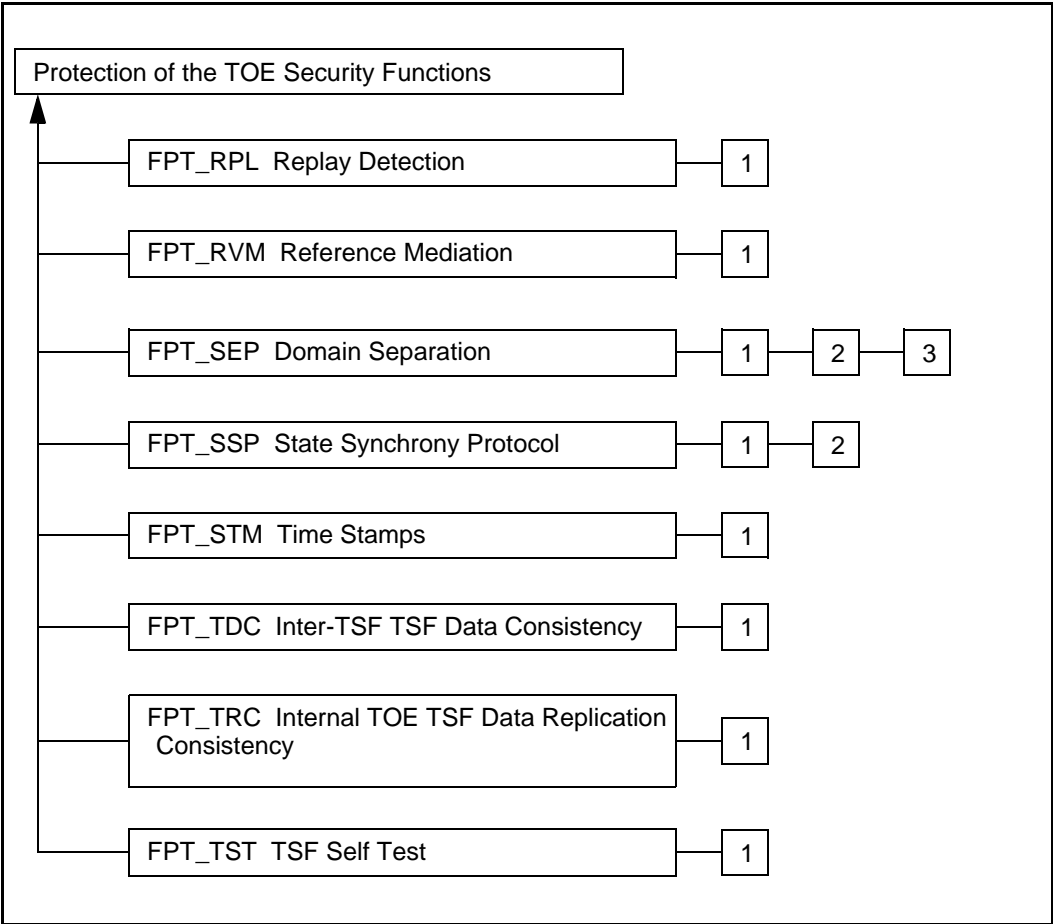 Protection of the TOE Security Functions
FPT_RPL Replay Detection 1
FPT_RVM Reference Mediation 1
FPT_SEP Domain Separation 1 2 3
FPT_SSP State Synchrony Protocol 1 2
FPT_STM Time Stamps 1
FPT_TDC Inter-TSF TSF Data Consistency 1
FPT_TRC Internal TOE TSF Data Replication
Consistency 1
FPT_TST TSF Self Test 1